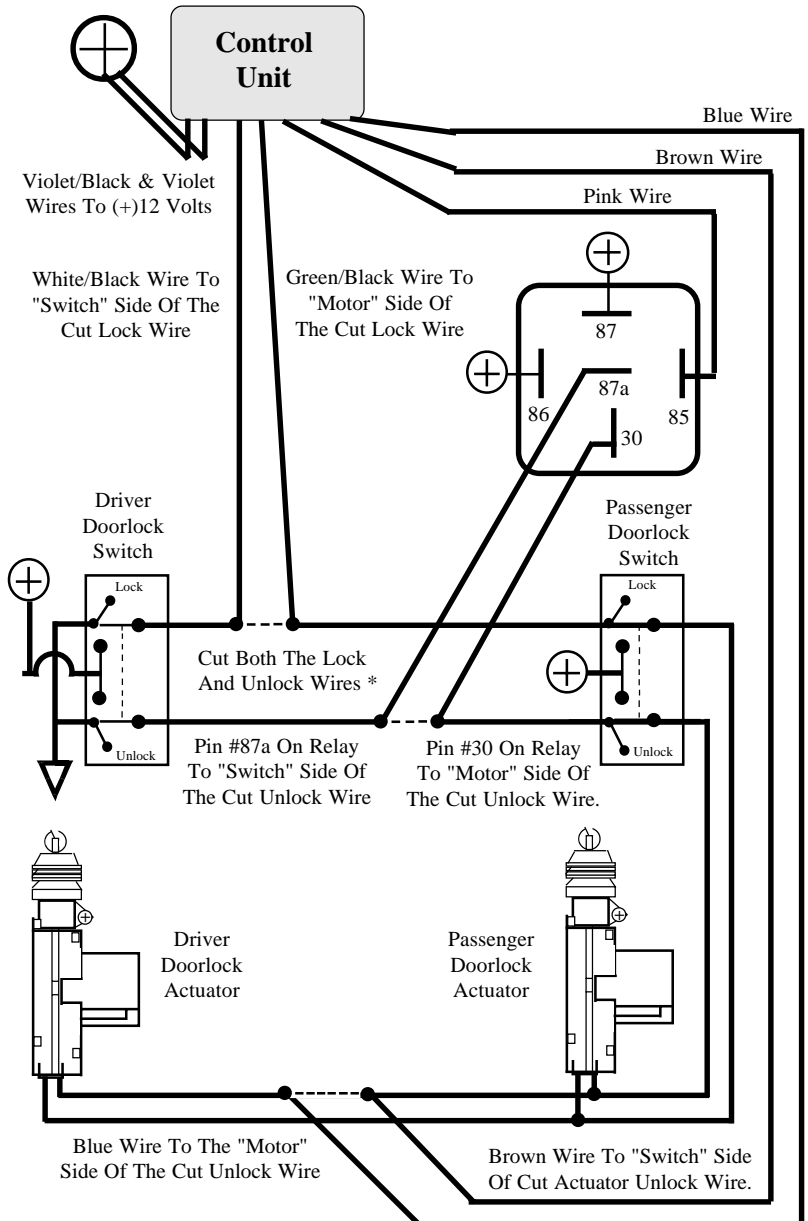 Control
Unit
Blue Wire
Brown Wire
Pink Wire
Violet/Black & Violet
Wires To (+)12 Volts
White/Black Wire To
"Switch" Side Of The
Cut Lock Wire
Green/Black Wire To
"Motor" Side Of
The Cut Lock Wire
87
87a
86
85
30
Driver
Doorlock
Switch
Passenger
Doorlock
Switch
Lock
Lock
Cut Both The Lock
And Unlock Wires *
Unlock
Unlock
Pin #87a On Relay
To "Switch" Side Of
The Cut Unlock Wire
Pin #30 On Relay
To "Motor" Side Of
The Cut Unlock Wire.
Driver
Doorlock
Actuator
Passenger
Doorlock
Actuator
Blue Wire To The "Motor"
Side Of The Cut Unlock Wire
Brown Wire To "Switch" Side
Of Cut Actuator Unlock Wire.